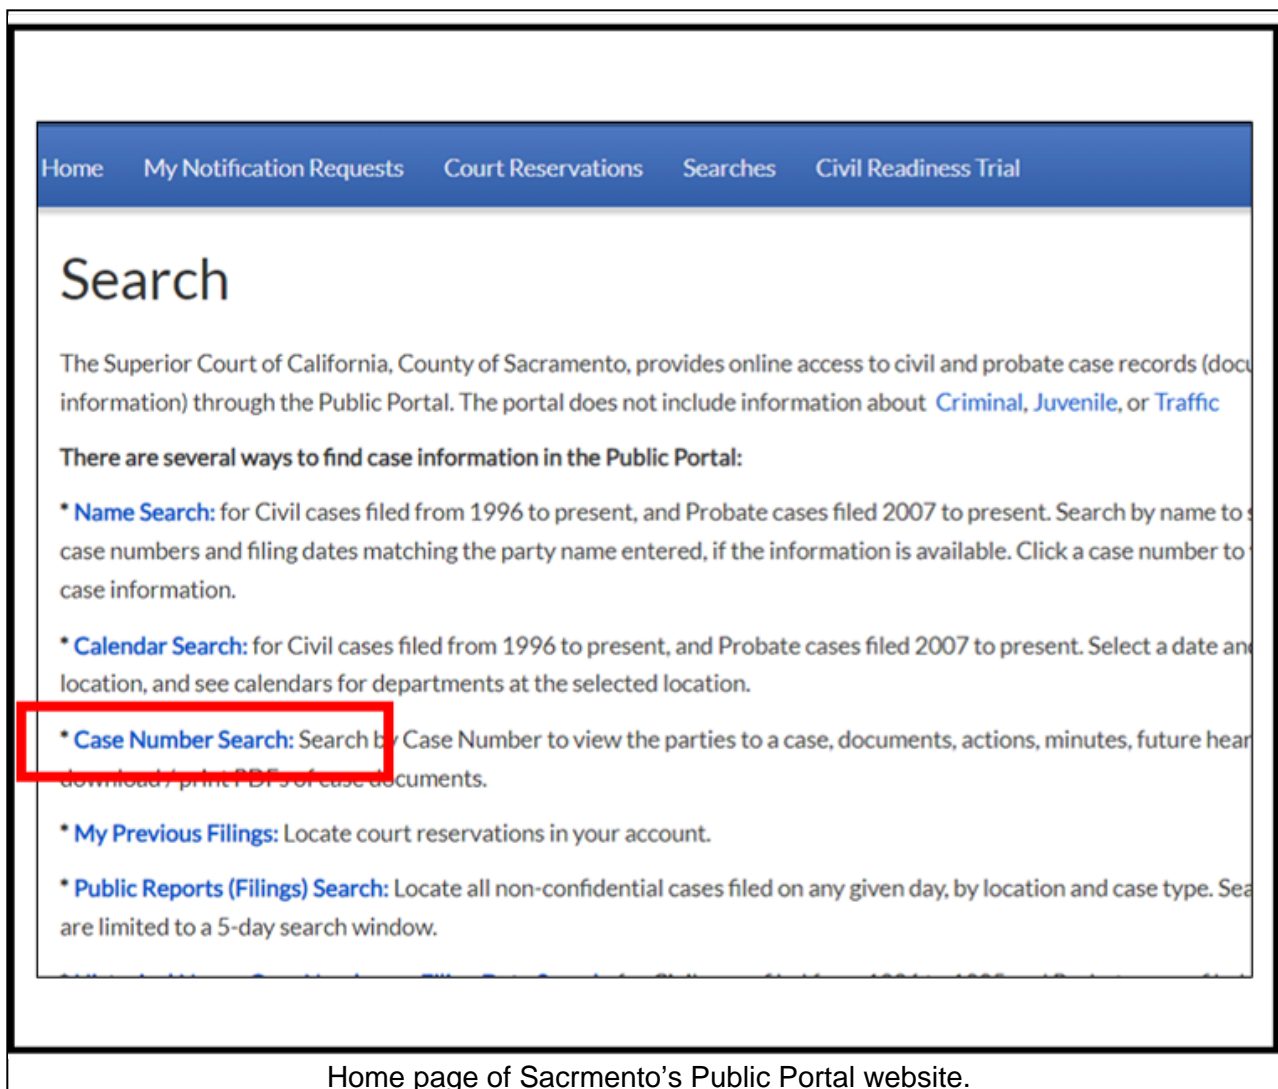 Home My Notification Requests Court Reservations Searches Civil Readiness Trial
Search
The Superior Court of California, County of Sacramento, provides online access to civil and probate case records (docu
information) through the Public Portal. The portal does not include information about Criminal, Juvenile, or Traffic
There are several ways to find case information in the Public Portal:
* Name Search: for Civil cases filed from 1996 to present, and Probate cases filed 2007 to present. Search by name to s
case numbers and filing dates matching the party name entered, if the information is available. Click a case number to
case information.
* Calendar Search: for Civil cases filed from 1996 to present, and Probate cases filed 2007 to present. Select a date and
location, and see calendars for departments at the selected location.
* Case Number Search: Search by Case Number to view the parties to a case, documents, actions, minutes, future hear
download / print PDFs of case documents.
* My Previous Filings: Locate court reservations in your account.
* Public Reports (Filings) Search: Locate all non-confidential cases filed on any given day, by location and case type. Sea
are limited to a 5-day search window.
Home page of Sacrmento’s Public Portal website.